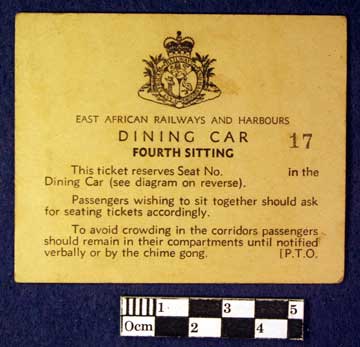 EAST AFRICAN RAILWAYS AND HARBOURS
DINING CAR 17
FOURTH SITTING
This ticket reserves Seat No. in the
Dining Car (see diagram on reverse).
Passengers wishing to sit together should ask
for seating tickets accordingly.
To avoid crowding in the corridors passengers
should remain in their compartments until notified
verbally or by the chime gong. [P.T.O.
1 3 5
0cm 2 4